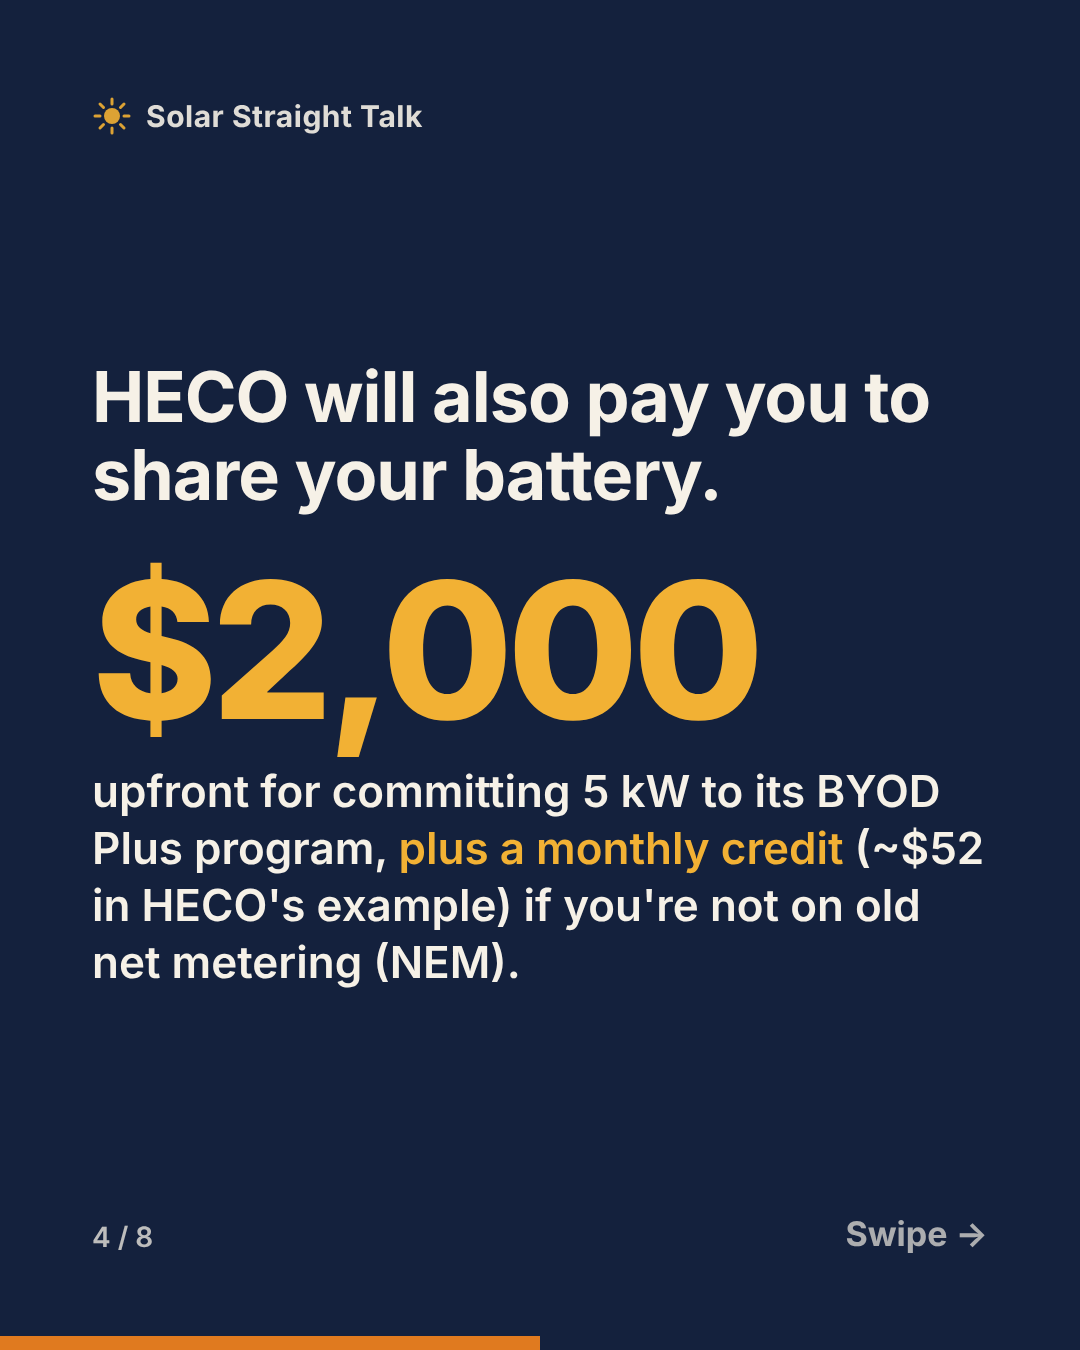 Solar Straight Talk
HECO will also pay you to
share your battery.
$2,000
upfront for committing 5 kW to its BYOD
Plus program, plus a monthly credit (~$52
in HECO's example) if you're not on old
net metering (NEM).
4 / 8
Swipe →